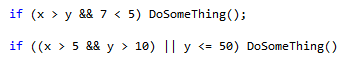 if (x > y && 7 < 5) DoSomeThing();
if ((x > 5 && y > 10) || y <= 50) DoSomeThing()